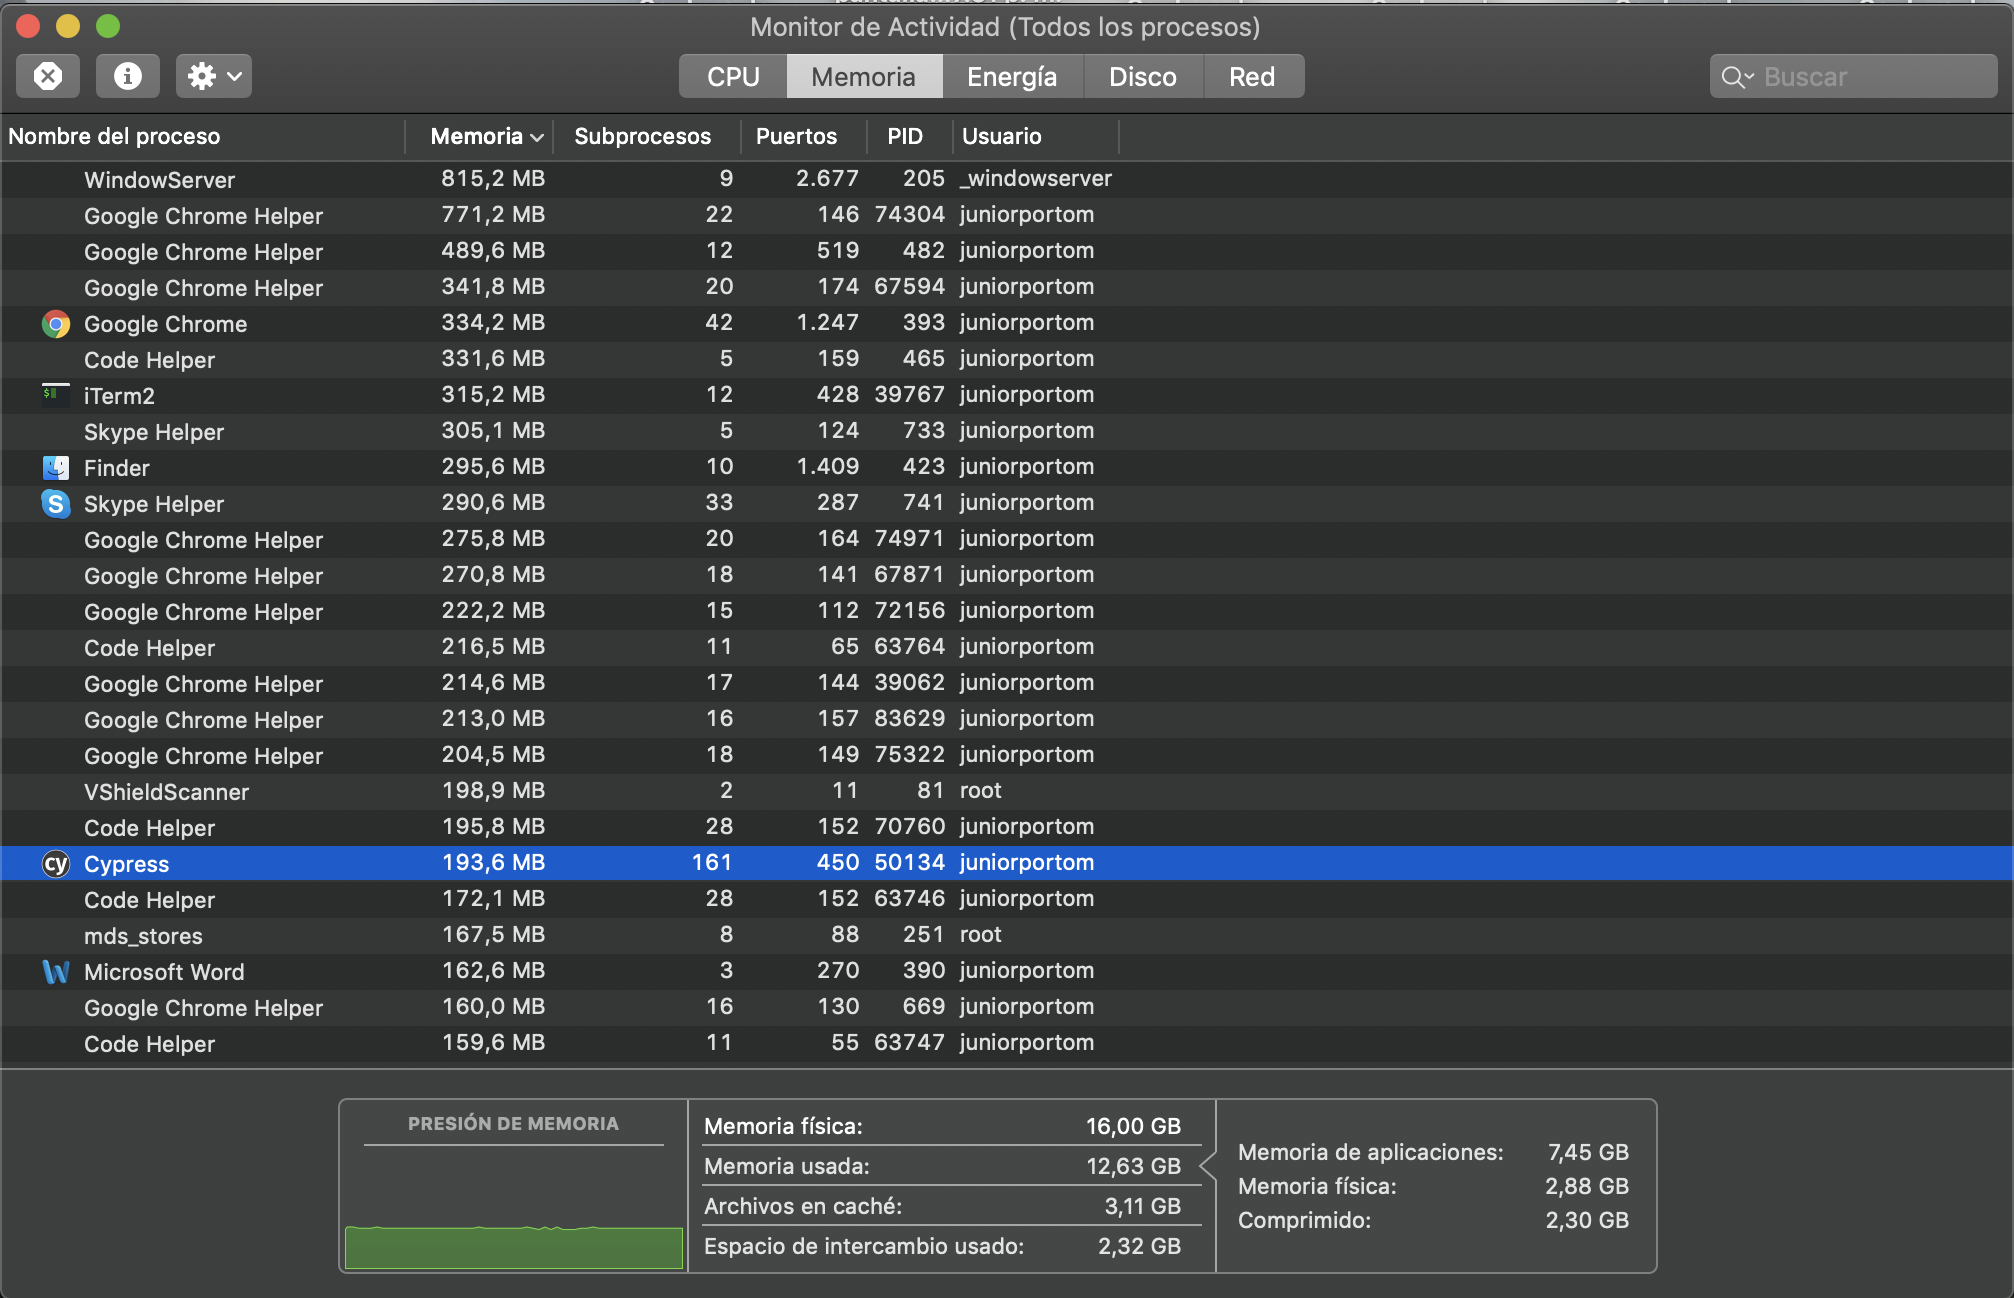 Monitor de Actividad (Todos los procesos)
CPU Memoria Energía Disco Red Buscar
Nombre del proceso Memoria Subprocesos Puertos PID Usuario
WindowServer 815,2 MB 9 2.677 205 _windowserver
Google Chrome Helper 771,2 MB 22 146 74304 juniorportom
Google Chrome Helper 489,6 MB 12 519 482 juniorportom
Google Chrome Helper 341,8 MB 20 174 67594 juniorportom
Google Chrome 334,2 MB 42 1.247 393 juniorportom
Code Helper 331,6 MB 5 159 465 juniorportom
$ iTerm2 315,2 MB 12 428 39767 juniorportom
Skype Helper 305,1 MB 5 124 733 juniorportom
Finder 295,6 MB 10 1.409 423 juniorportom
S Skype Helper 290,6 MB 33 287 741 juniorportom
Google Chrome Helper 275,8 MB 20 164 74971 juniorportom
Google Chrome Helper 270,8 MB 18 141 67871 juniorportom
Google Chrome Helper 222,2 MB 15 112 72156 juniorportom
Code Helper 216,5 MB 11 65 63764 juniorportom
Google Chrome Helper 214,6 MB 17 144 39062 juniorportom
Google Chrome Helper 213,0 MB 16 157 83629 juniorportom
Google Chrome Helper 204,5 MB 18 149 75322 juniorportom
VShieldScanner 198,9 MB 2 11 81 root
Code Helper 195,8 MB 28 152 70760 juniorportom
cy Cypress 193,6 MB 161 450 50134 juniorportom
Code Helper 172,1 MB 28 152 63746 juniorportom
mds_stores 167,5 MB 8 88 251 root
W Microsoft Word 162,6 MB 3 270 390 juniorportom
Google Chrome Helper 160,0 MB 16 130 669 juniorportom
Code Helper 159,6 MB 11 55 63747 juniorportom
PRESIÓN DE MEMORIA
Memoria física: 16,00 GB
Memoria usada: 12,63 GB
Archivos en caché: 3,11 GB
Espacio de intercambio usado: 2,32 GB
Memoria de aplicaciones: 7,45 GB
Memoria física: 2,88 GB
Comprimido: 2,30 GB